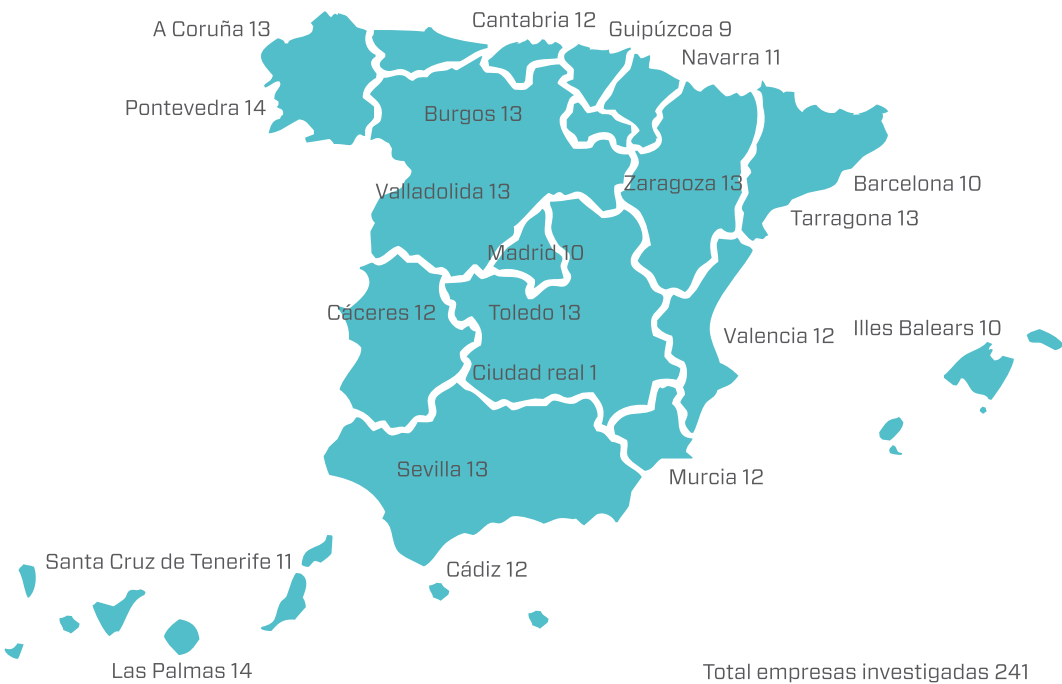 Cantabria 12
A Coruña 13
Guipúzcoa 9
Navarra 11
Pontevedra 14
Burgos 13
Valladolida 13
Zaragoza 13
Barcelona 10
Tarragona 13
Madrid 10
Cáceres 12
Toledo 13
Valencia 12
Illes Balears 10
Ciudad real 1
Sevilla 13
Murcia 12
Santa Cruz de Tenerife 11
Cádiz 12
Las Palmas 14
Total empresas investigadas 241